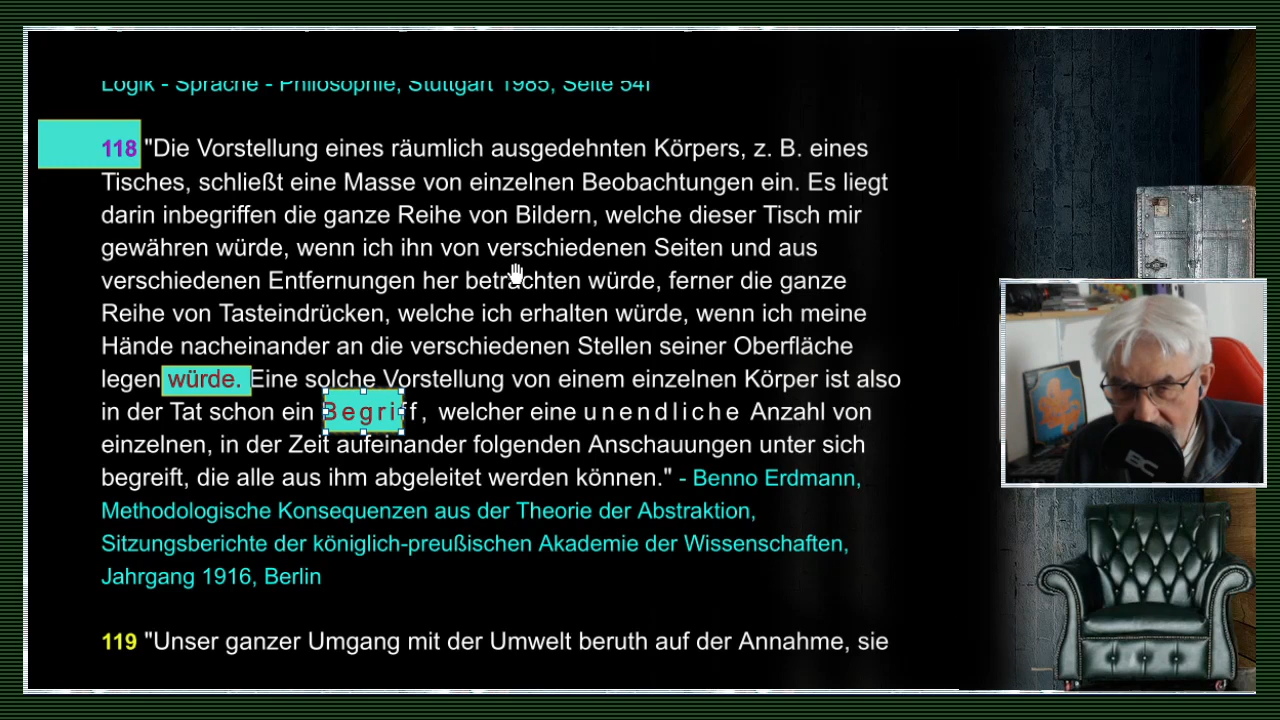 Logik - Sprache - Philosophie, Stuttgart 1985, Seite 54f
118 "Die Vorstellung eines räumlich ausgedehnten Körpers, z. B. eines
Tisches, schließt eine Masse von einzelnen Beobachtungen ein. Es liegt
darin inbegriffen die ganze Reihe von Bildern, welche dieser Tisch mir
gewähren würde, wenn ich ihn von verschiedenen Seiten und aus
verschiedenen Entfernungen her betrachten würde, ferner die ganze
Reihe von Tasteindrücken, welche ich erhalten würde, wenn ich meine
Hände nacheinander an die verschiedenen Stellen seiner Oberfläche
legen würde. Eine solche Vorstellung von einem einzelnen Körper ist also
in der Tat schon ein Begriff, welcher eine unendliche Anzahl von
einzelnen, in der Zeit aufeinander folgenden Anschauungen unter sich
begreift, die alle aus ihm abgeleitet werden können." - Benno Erdmann,
Methodologische Konsequenzen aus der Theorie der Abstraktion,
Sitzungsberichte der königlich-preußischen Akademie der Wissenschaften,
Jahrgang 1916, Berlin
119 "Unser ganzer Umgang mit der Umwelt beruth auf der Annahme, sie